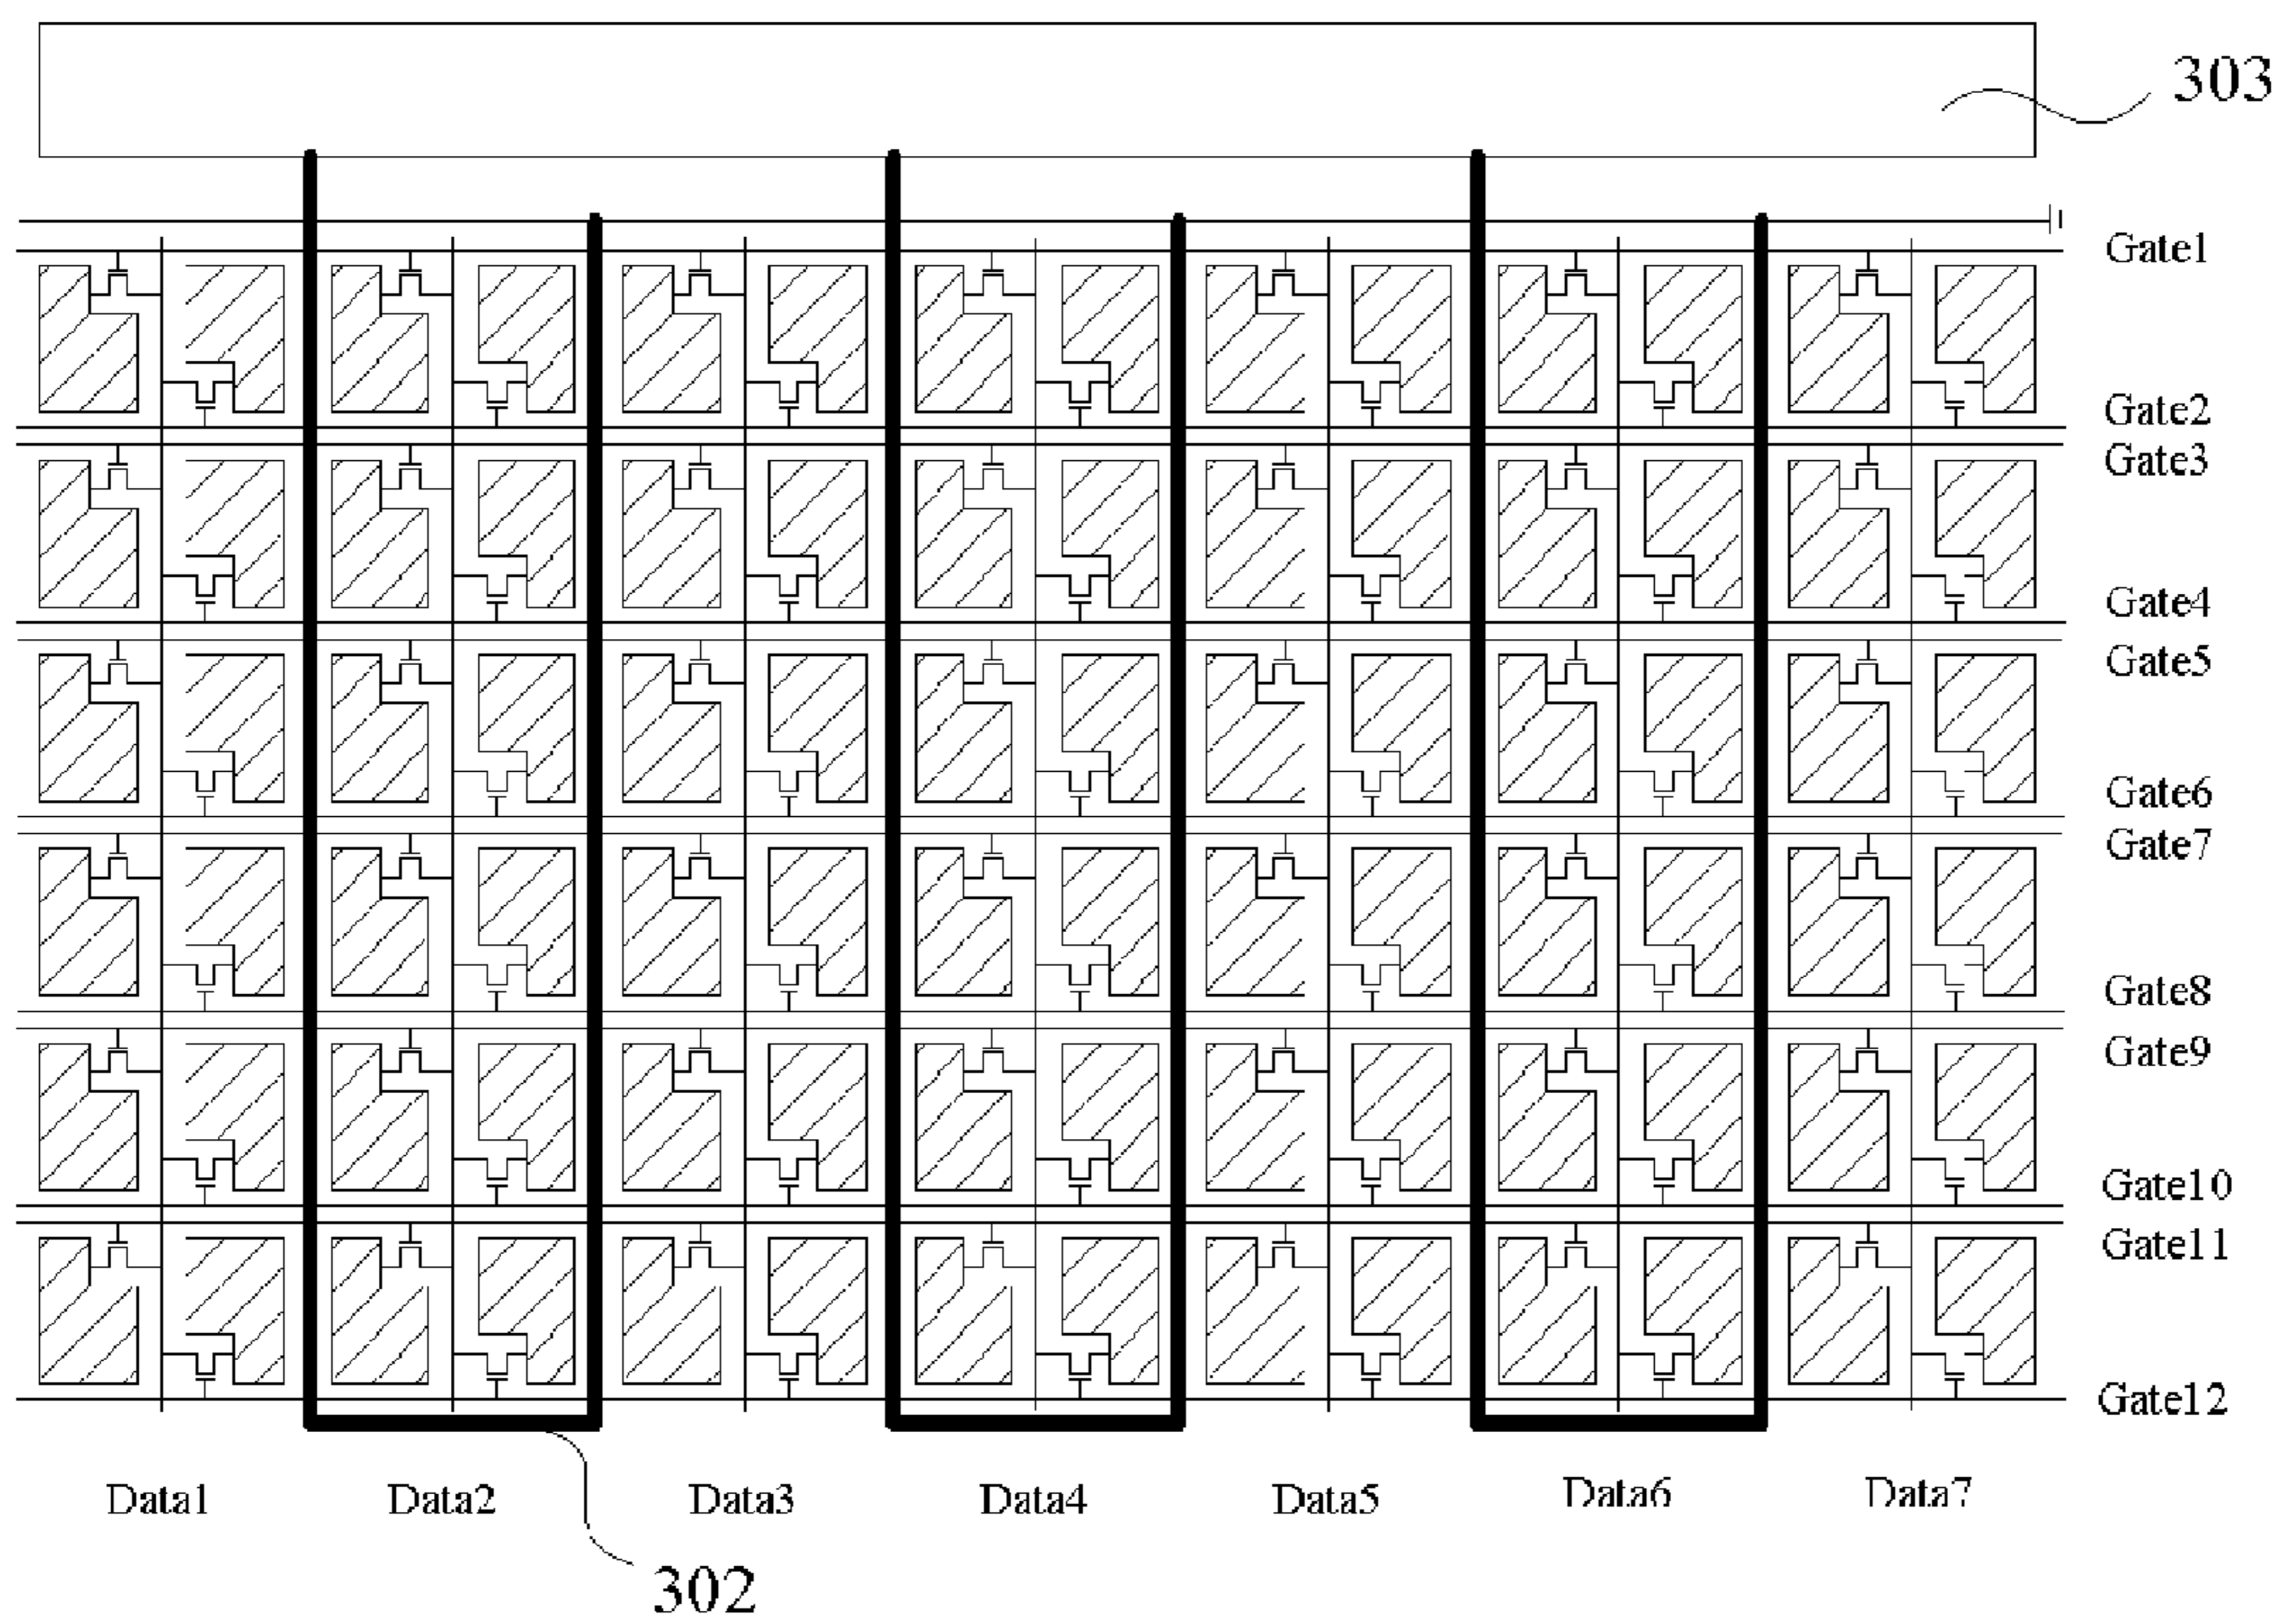 303
Gate1
Gate2
Gate3
Gate4
Gate5
Gate6
Gate7
Gate8
Gate9
Gate10
Gate11
Gate12
Data1 Data2 Data3 Data4 Data5 Data6 Data7
302